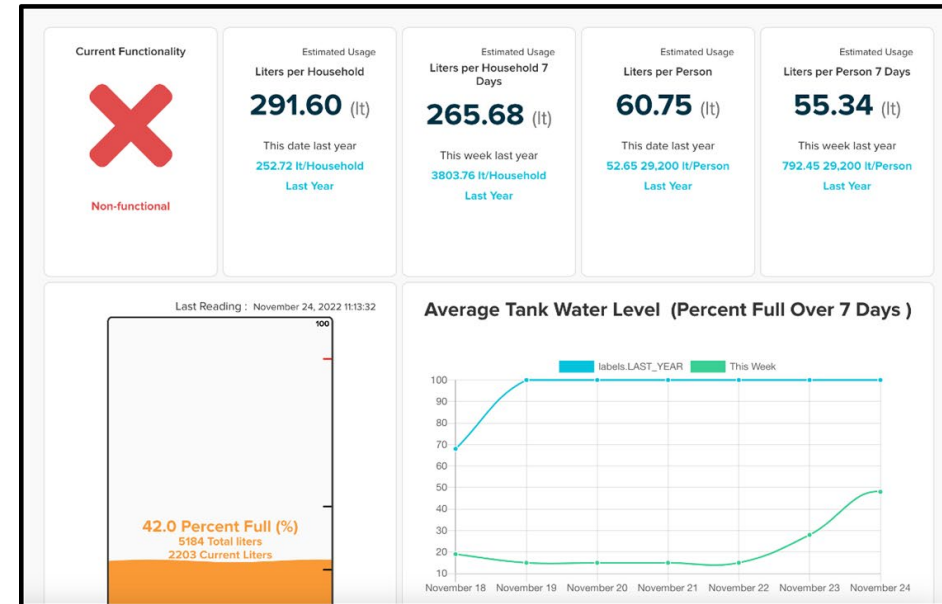 Current Functionality
Non-functional
Estimated Usage
Liters per Household
291.60 (lt)
This date last year
252.72 lt/Household
Last Year
Estimated Usage
Liters per Household 7
Days
265.68 (lt)
This week last year
3803.76 lt/Household
Last Year
Estimated Usage
Liters per Person
60.75 (lt)
This date last year
52.65 29,200 lt/Person
Last Year
Estimated Usage
Liters per Person 7 Days
55.34 (lt)
This week last year
792.45 29,200 lt/Person
Last Year
Last Reading : November 24, 2022 11:13:32
100
42.0 Percent Full (%)
5184 Total liters
2203 Current Liters
Average Tank Water Level (Percent Full Over 7 Days )
labels.LAST_YEAR This Week
100
90
80
70
60
50
40
30
20
10
November 18 November 19 November 20 November 21 November 22 November 23 November 24